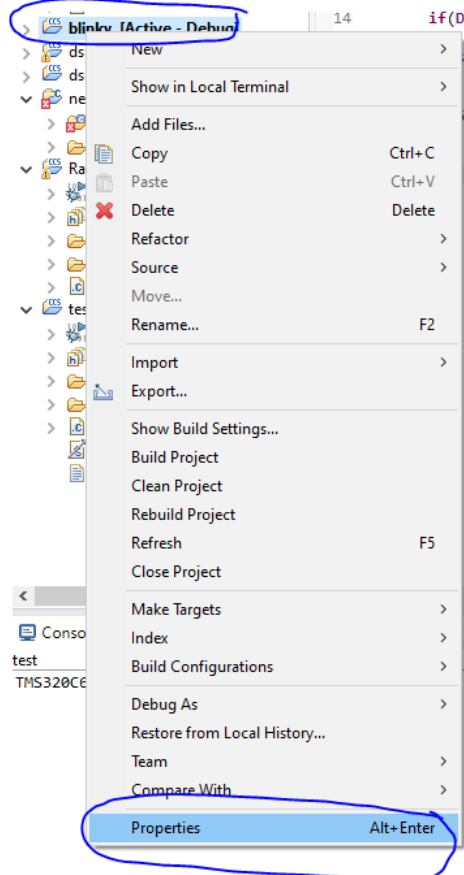 14 if(D
blinky [Active - Debug]
ds
ds
ne
Ra
tes
New
Show in Local Terminal
Add Files...
Copy Ctrl+C
Paste Ctrl+V
Delete Delete
Refactor
Source
Move...
Rename... F2
Import
Export...
Show Build Settings...
Build Project
Clean Project
Rebuild Project
Refresh F5
Close Project
Make Targets
Index
Build Configurations
Debug As
Restore from Local History...
Team
Compare With
Properties Alt+Enter
Conso
test
TMS320C6